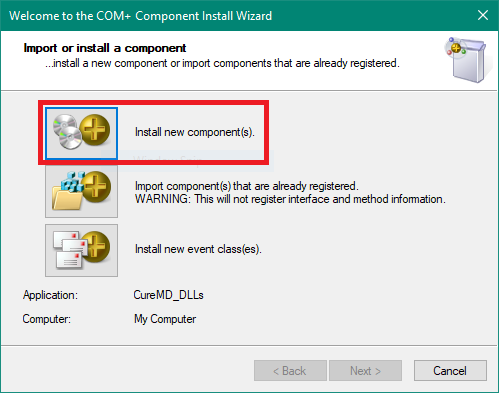 Welcome to the COM+ Component Install Wizard
Import or install a component
...install a new component or import components that are already registered.
Install new component(s).
Import component(s) that are already registered.
WARNING: This will not register interface and method information.
Install new event class(es).
Application: CureMD_DLLs
Computer: My Computer
< Back Next > Cancel